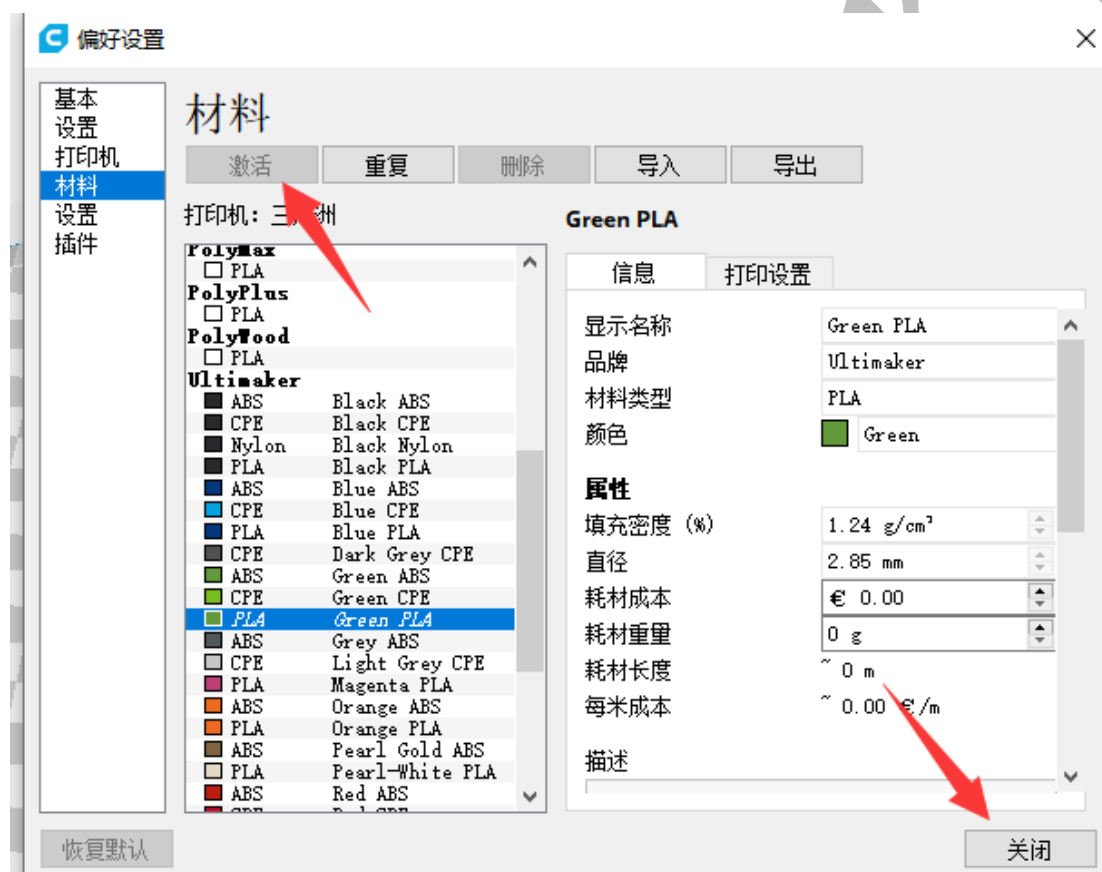 偏好设置
基本
设置
打印机
材料
设置
插件
材料
激活 重复 删除 导入 导出
打印机: 三 洲
PolyMax
PLA
PolyPlus
PLA
PolyWood
PLA
Ultimaker
ABS Black ABS
CPE Black CPE
Nylon Black Nylon
PLA Black PLA
ABS Blue ABS
CPE Blue CPE
PLA Blue PLA
CPE Dark Grey CPE
ABS Green ABS
CPE Green CPE
PLA Green PLA
ABS Grey ABS
CPE Light Grey CPE
PLA Magenta PLA
ABS Orange ABS
PLA Orange PLA
ABS Pearl Gold ABS
PLA Pearl-White PLA
ABS Red ABS
Green PLA
信息 打印设置
显示名称 Green PLA
品牌 Ultimaker
材料类型 PLA
颜色 Green
属性
填充密度 (%) 1.24 g/cm³
直径 2.85 mm
耗材成本 € 0.00
耗材重量 0 g
耗材长度 ~ 0 m
每米成本 ~ 0.00 €/m
描述
恢复默认 关闭